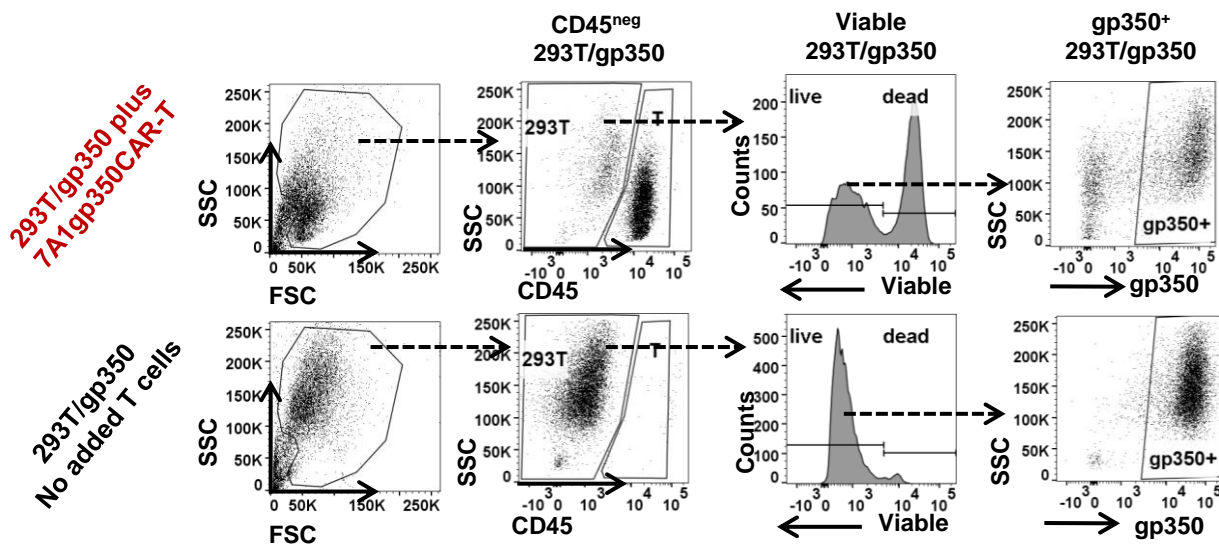 CD45neg
293T/gp350
Viable
293T/gp350
gp350+
293T/gp350
293T/gp350 plus
7A1gp350CAR-T
250K
200K
150K
100K
50K
0
SSC
0 50K 150K 250K
FSC
250K
200K
150K
100K
50K
0
SSC
293T
T
-10 3 0 10 3 10 4 10 5
CD45
200
150
100
50
0
Counts
live
dead
-10 3 0 10 3 10 4 10 5
Viable
250K
200K
150K
100K
50K
0
SSC
gp350+
-10 3 0 10 3 10 4 10 5
gp350
293T/gp350
No added T cells
250K
200K
150K
100K
50K
0
SSC
0 50K 150K 250K
FSC
250K
200K
150K
100K
50K
0
SSC
293T
T
-10 3 0 10 3 10 4 10 5
CD45
500
400
300
200
100
0
Counts
live
dead
-10 3 0 10 3 10 4 10 5
Viable
250K
200K
150K
100K
50K
0
SSC
gp350+
-10 3 0 10 3 10 4 10 5
gp350